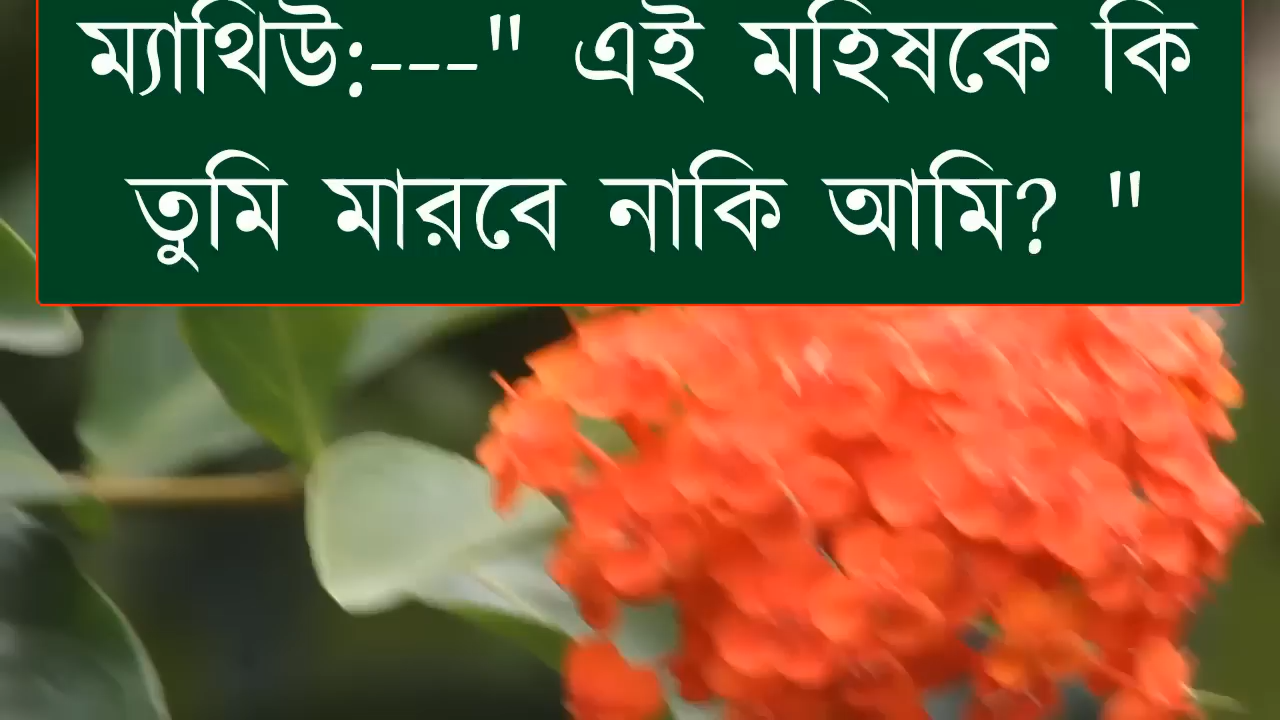 ম্যাথিউ:---" এই মহিষকে কি
তুমি মারবে নাকি আমি? "